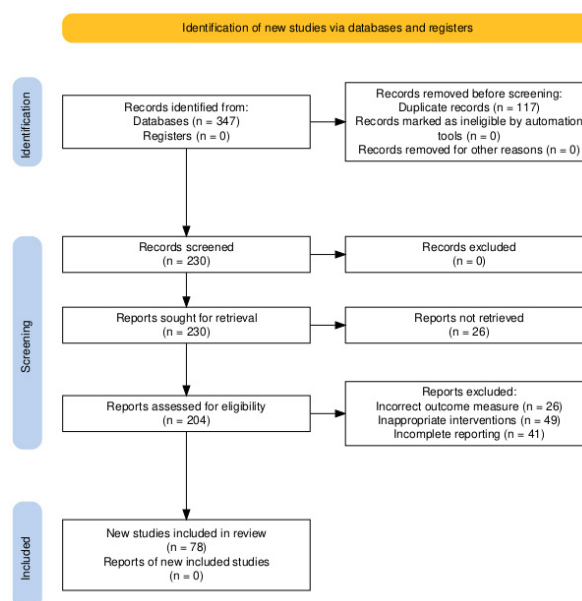 Identification of new studies via databases and registers
Identification
Records identified from:
Databases (n = 347)
Registers (n = 0)
Records removed before screening:
Duplicate records (n = 117)
Records marked as ineligible by automation
tools (n = 0)
Records removed for other reasons (n = 0)
Screening
Records screened
(n = 230)
Records excluded
(n = 0)
Reports sought for retrieval
(n = 230)
Reports not retrieved
(n = 26)
Reports assessed for eligibility
(n = 204)
Reports excluded:
Incorrect outcome measure (n = 26)
Inappropriate interventions (n = 49)
Incomplete reporting (n = 41)
Included
New studies included in review
(n = 78)
Reports of new included studies
(n = 0)